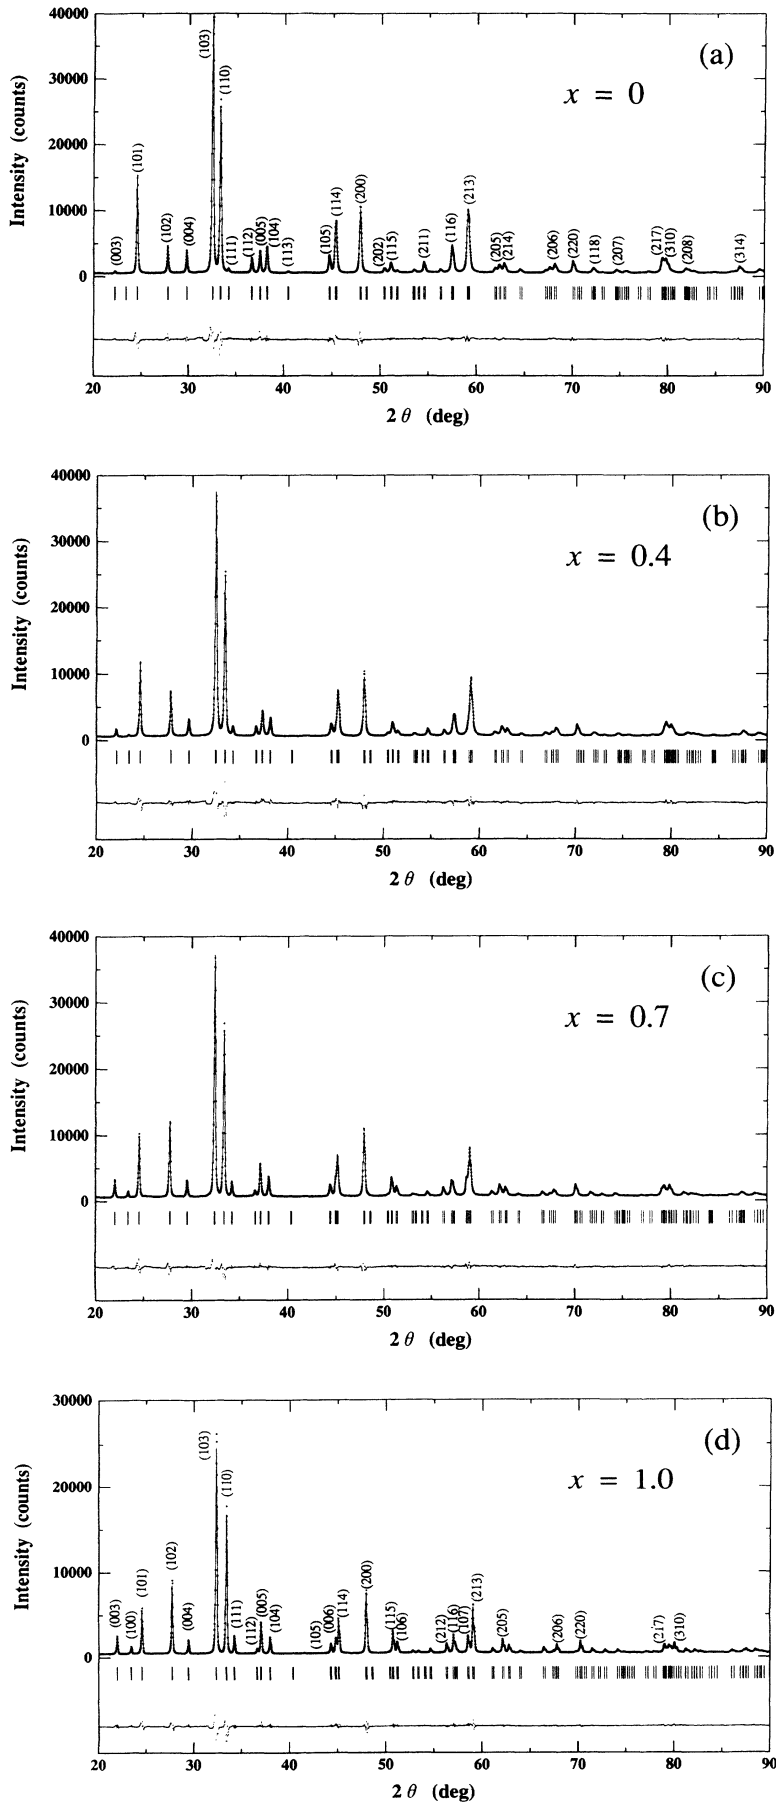 (a)
x = 0
Intensity (counts)
40000
30000
20000
10000
0
(003) (101) (102) (004) (103) (110) (111) (112) (005) (104) (113) (105) (114) (200) (202) (115) (211) (116) (213) (205) (214) (206) (220) (118) (207) (217) (310) (208) (314)
20 30 40 50 60 70 80 90
2 θ (deg)
(b)
x = 0.4
Intensity (counts)
40000
30000
20000
10000
0
20 30 40 50 60 70 80 90
2 θ (deg)
(c)
x = 0.7
Intensity (counts)
40000
30000
20000
10000
0
20 30 40 50 60 70 80 90
2 θ (deg)
(d)
x = 1.0
Intensity (counts)
30000
20000
10000
0
(003) (100) (101) (102) (004) (103) (110) (111) (112) (005) (104) (105) (006) (114) (200) (115) (106) (212) (116) (107) (213) (205) (206) (220) (217) (310)
20 30 40 50 60 70 80 90
2 θ (deg)